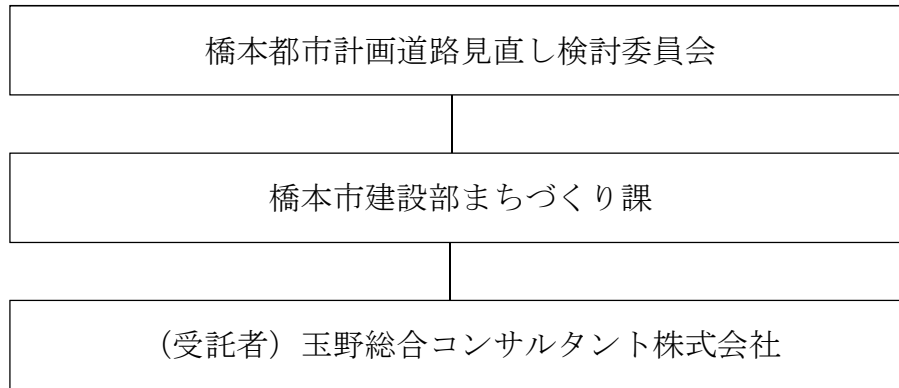 橋本都市計画道路見直し検討委員会
橋本市建設部まちづくり課
（受託者）玉野総合コンサルタント株式会社